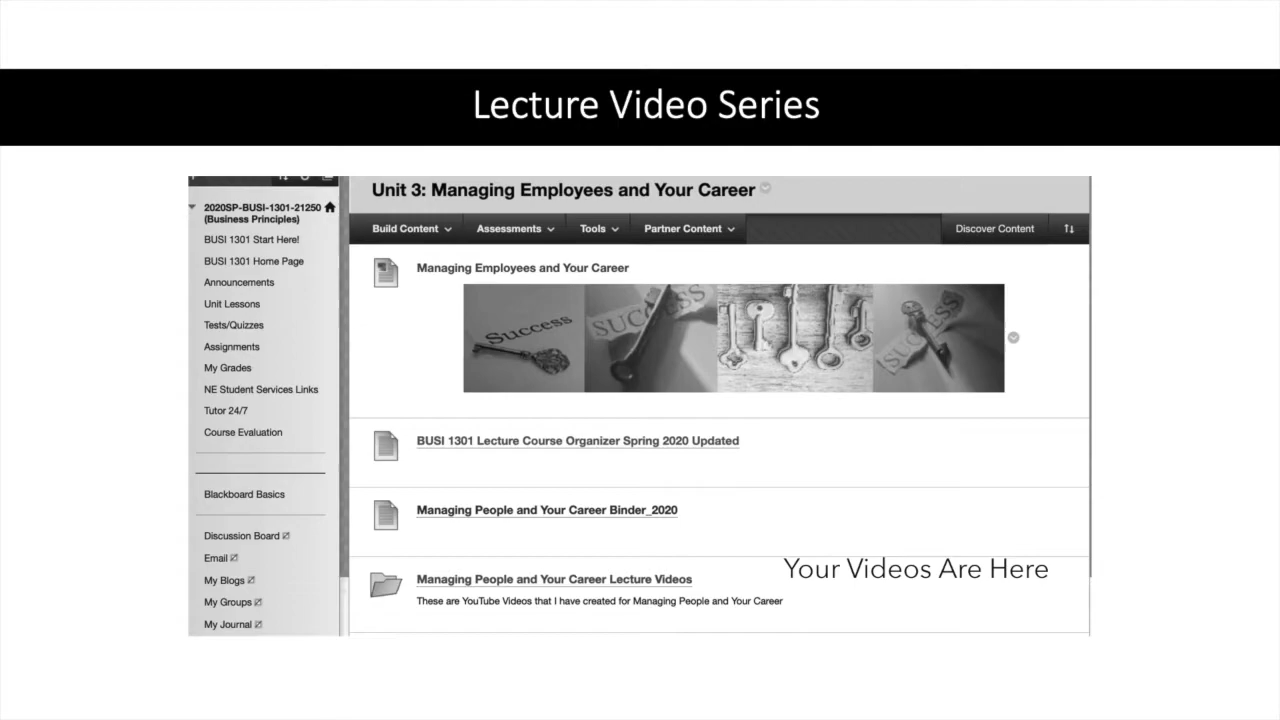 Lecture Video Series
Unit 3: Managing Employees and Your Career
2020SP-BUSI-1301-21250
(Business Principles)
BUSI 1301 Start Here!
BUSI 1301 Home Page
Announcements
Unit Lessons
Tests/Quizzes
Assignments
My Grades
NE Student Services Links
Tutor 24/7
Course Evaluation
Blackboard Basics
Discussion Board
Email
My Blogs
My Groups
My Journal
Build Content
Assessments
Tools
Partner Content
Discover Content
Managing Employees and Your Career
Success
SUCC
SS
SUC
ESS
BUSI 1301 Lecture Course Organizer Spring 2020 Updated
Managing People and Your Career Binder_2020
Your Videos Are Here
Managing People and Your Career Lecture Videos
These are YouTube Videos that I have created for Managing People and Your Career